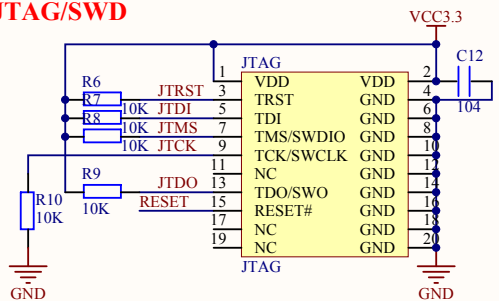 JTAG/SWD
VCC3.3
JTAG
C12
104
R6
R7
10K
R8
10K
10K
R9
10K
R10
10K
JTRST
JTDI
JTMS
JTCK
JTDO
RESET
1 VDD VDD 2
3 TRST GND 4
5 TDI GND 6
7 TMS/SWDIO GND 8
9 TCK/SWCLK GND 10
11 NC GND 12
13 TDO/SWO GND 14
15 RESET# GND 16
17 NC GND 18
19 NC GND 20
JTAG
GND
GND